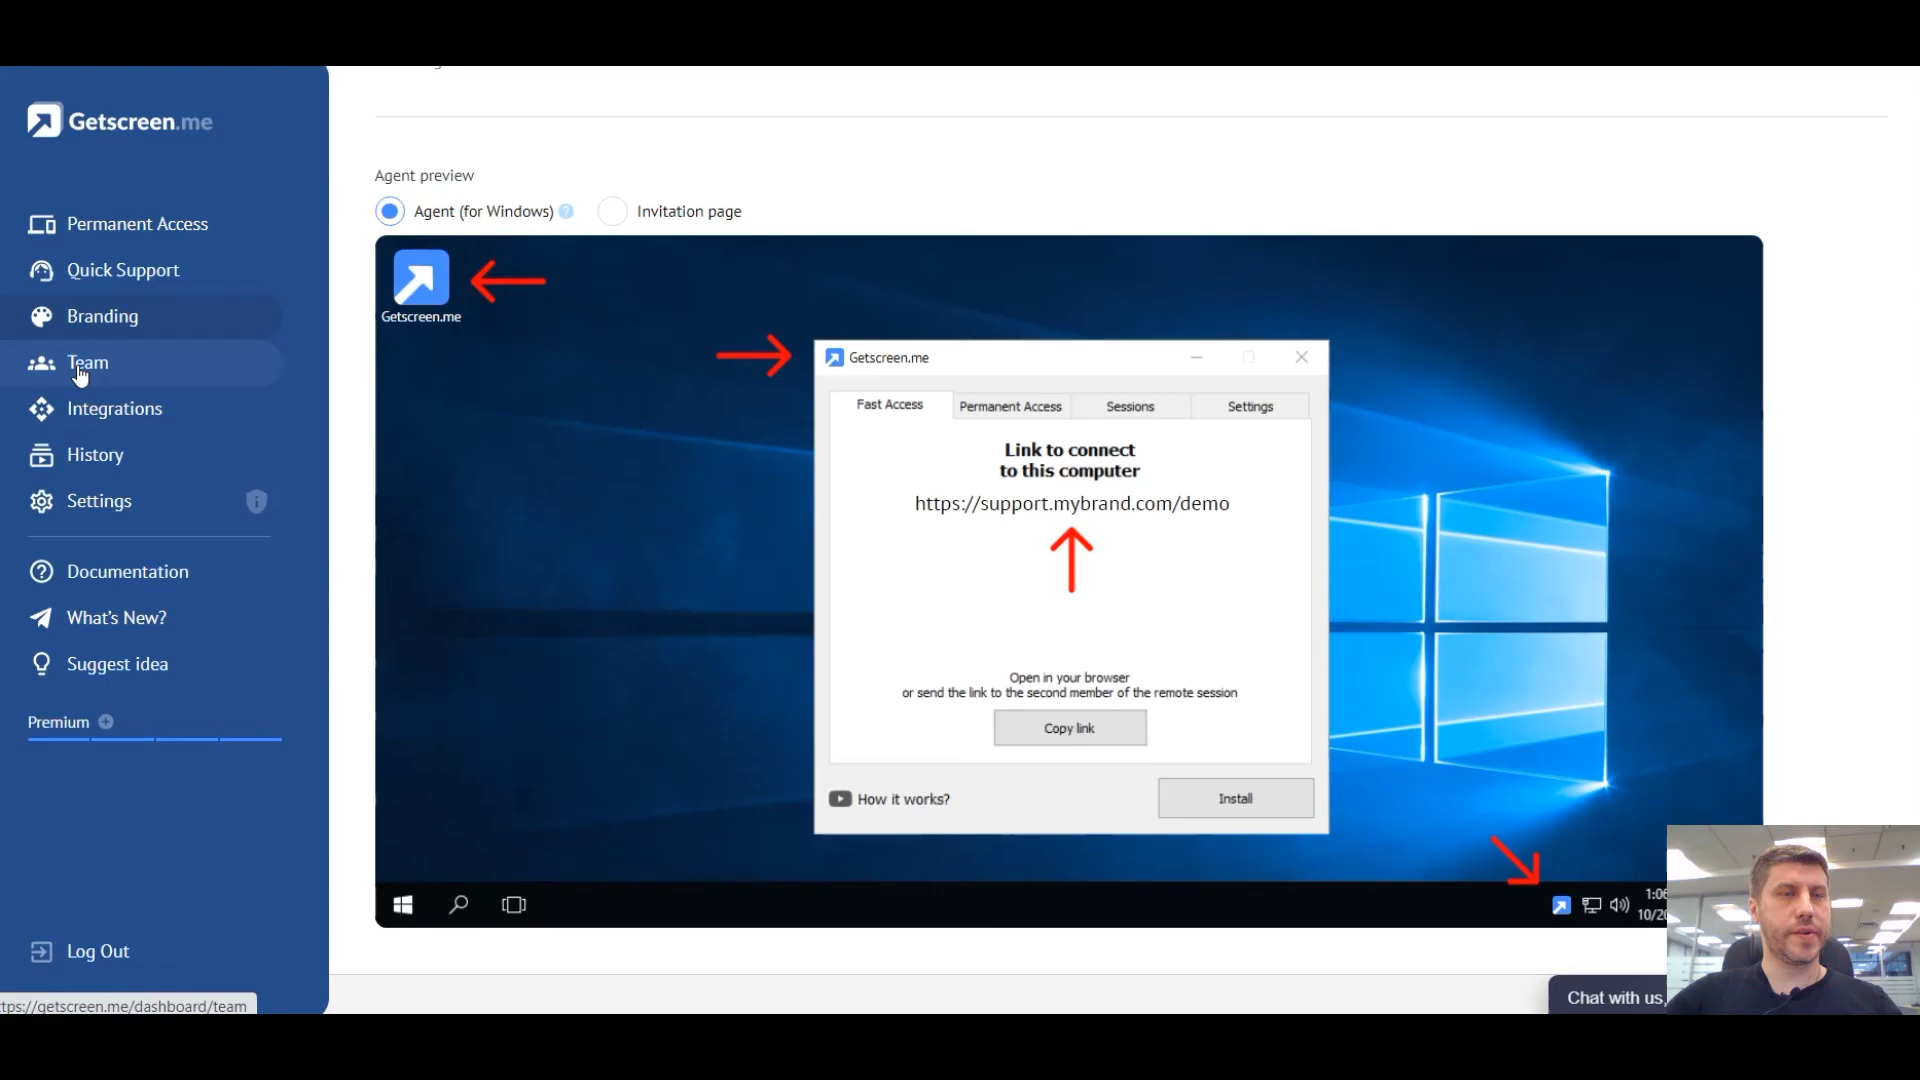 Getscreen.me
Permanent Access
Quick Support
Branding
Team
Integrations
History
Settings
Documentation
What's New?
Suggest idea
Premium
Log Out
tps://getscreen.me/dashboard/team
Agent preview
Agent (for Windows) ?
Invitation page
Getscreen.me
Getscreen.me
Fast Access
Permanent Access
Sessions
Settings
Link to connect
to this computer
https://support.mybrand.com/demo
Open in your browser
or send the link to the second member of the remote session
Copy link
How it works?
Install
1:06
10/20
Chat with us,